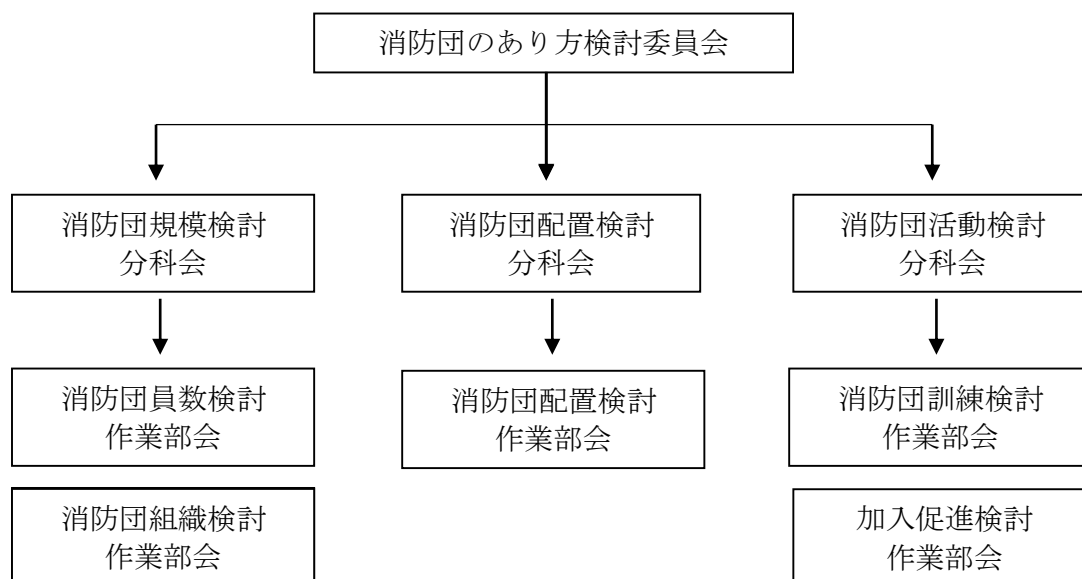 消防団のあり方検討委員会
消防団規模検討
分科会
消防団配置検討
分科会
消防団活動検討
分科会
消防団員数検討
作業部会
消防団配置検討
作業部会
消防団訓練検討
作業部会
消防団組織検討
作業部会
加入促進検討
作業部会